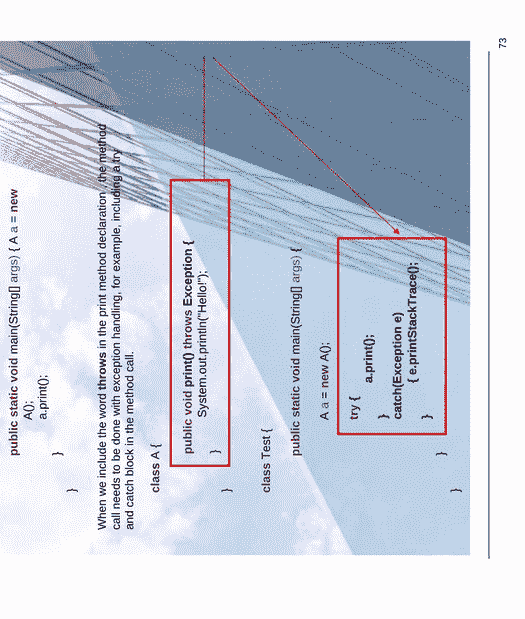 public static void main(String[] args) { A a = new
A();
a.print();
}
}
When we include the word throws in the print method declaration, the method
call needs to be done with exception handling, for example, including a try
and catch block in the method call.
class A {
public void print() throws Exception {
System.out.println("Hello!");
}
}
class Test {
public static void main(String[] args) {
A a = new A();
try {
a.print();
}
catch(Exception e)
{ e.printStackTrace();
}
}
}
73